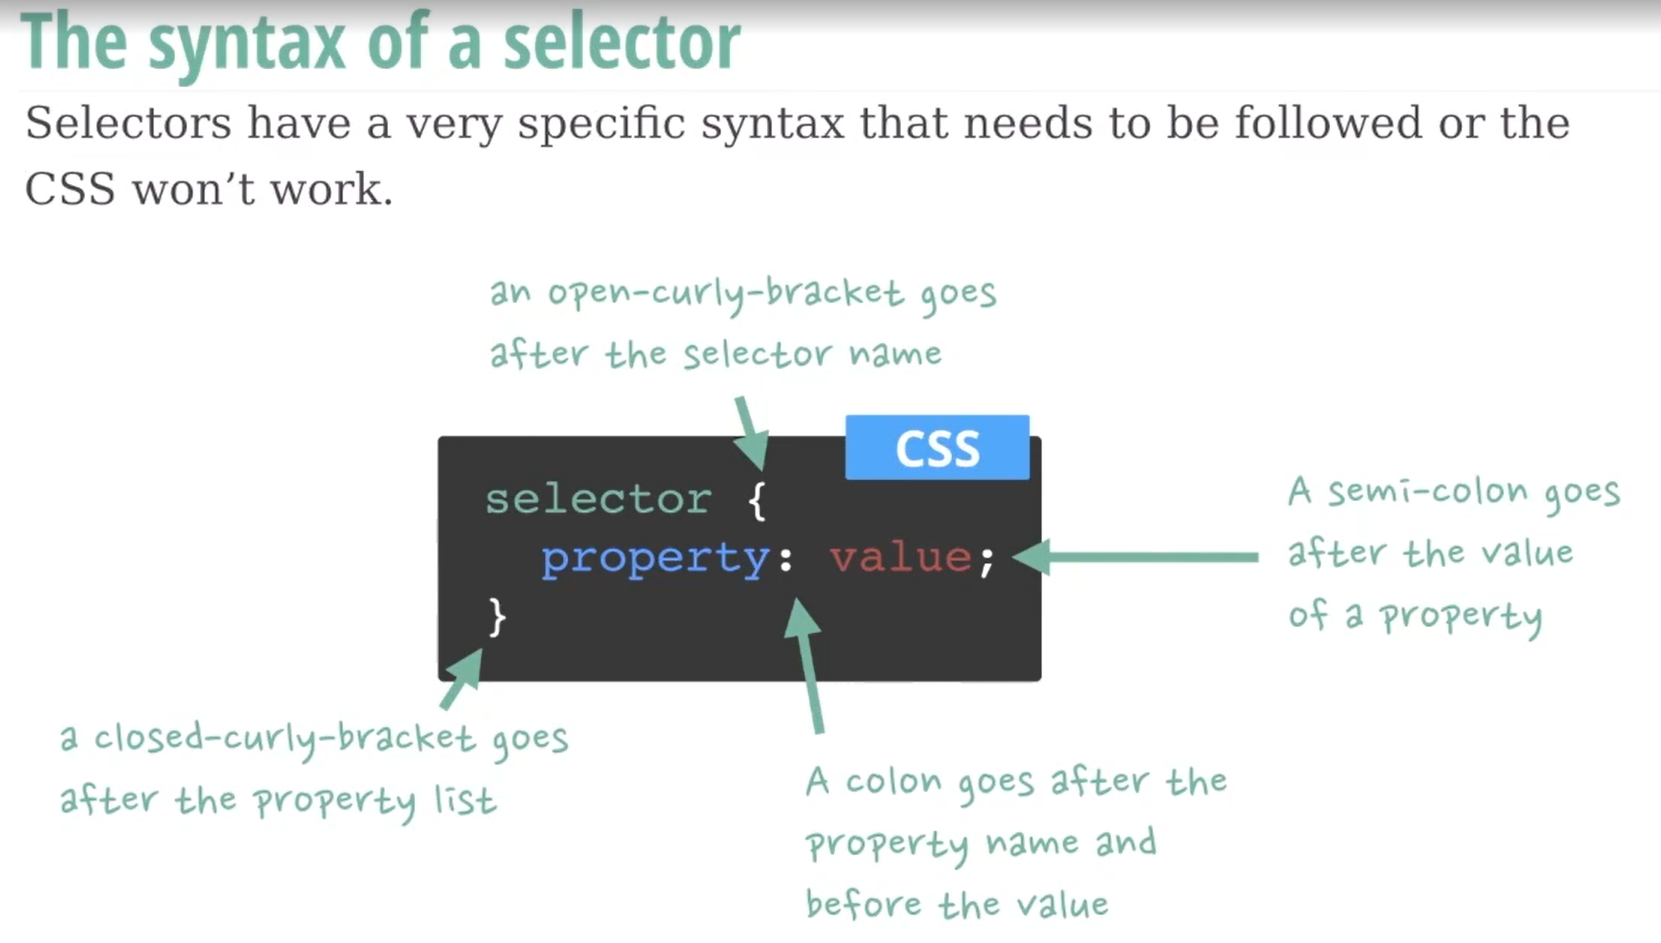 The syntax of a selector
Selectors have a very specific syntax that needs to be followed or the
CSS won’t work.
an open-curly-bracket goes
after the selector name
CSS
selector {
property: value;
}
A semi-colon goes
after the value
of a property
a closed-curly-bracket goes
after the property list
A colon goes after the
property name and
before the value